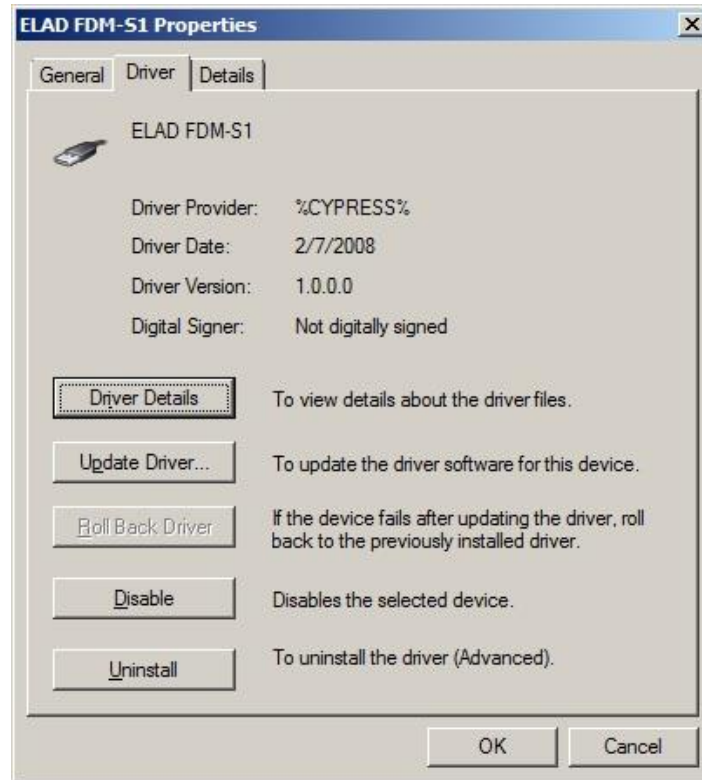 ELAD FDM-S1 Properties
General Driver Details
ELAD FDM-S1
Driver Provider: %CYPRESS%
Driver Date: 2/7/2008
Driver Version: 1.0.0.0
Digital Signer: Not digitally signed
Driver Details To view details about the driver files.
Update Driver... To update the driver software for this device.
Roll Back Driver If the device fails after updating the driver, roll
back to the previously installed driver.
Disable Disables the selected device.
Uninstall To uninstall the driver (Advanced).
OK Cancel